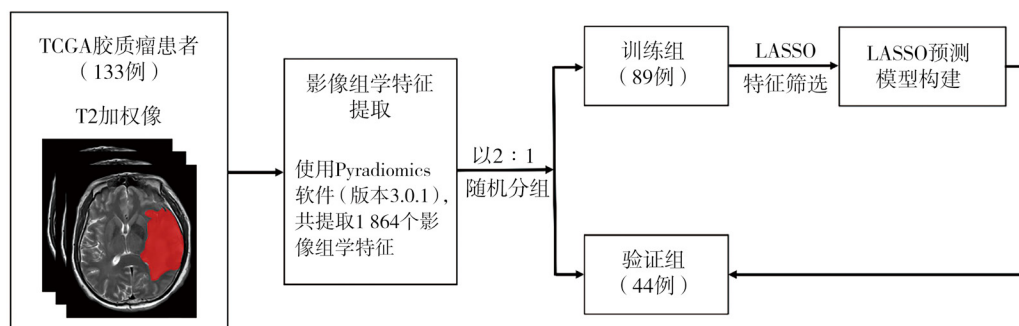 TCGA胶质瘤患者
（133例）
T2加权像
影像组学特征
提取
使用Pyradiomics
软件（版本3.0.1），
共提取1 864个影
像组学特征
以2∶1
随机分组
训练组
（89例）
LASSO
特征筛选
LASSO预测
模型构建
验证组
（44例）